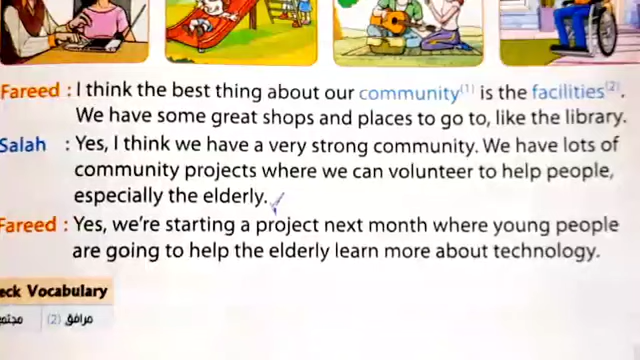 Fareed : I think the best thing about our community(1) is the facilities(2).
We have some great shops and places to go to, like the library.
Salah : Yes, I think we have a very strong community. We have lots of
community projects where we can volunteer to help people,
especially the elderly.
Fareed : Yes, we're starting a project next month where young people
are going to help the elderly learn more about technology.
eck Vocabulary
(2) مرافق